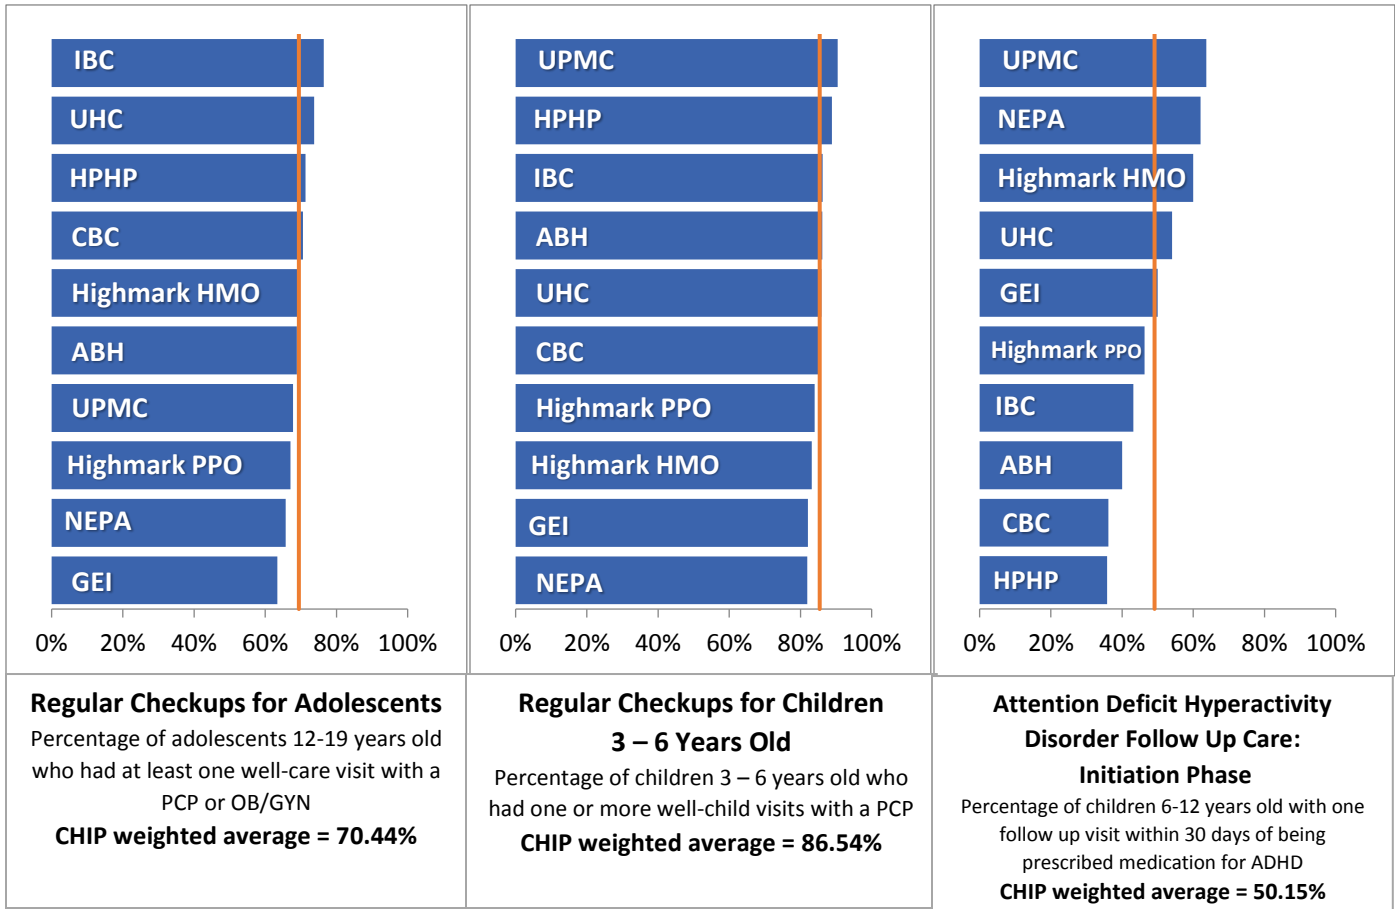 IBC
UHC
HPHP
CBC
Highmark HMO
ABH
UPMC
Highmark PPO
NEPA
GEI
0% 20% 40% 60% 80% 100%
Regular Checkups for Adolescents
Percentage of adolescents 12-19 years old
who had at least one well-care visit with a
PCP or OB/GYN
CHIP weighted average = 70.44%
UPMC
HPHP
IBC
ABH
UHC
CBC
Highmark PPO
Highmark HMO
GEI
NEPA
0% 20% 40% 60% 80% 100%
Regular Checkups for Children
3 – 6 Years Old
Percentage of children 3 – 6 years old who
had one or more well-child visits with a PCP
CHIP weighted average = 86.54%
UPMC
NEPA
Highmark HMO
UHC
GEI
Highmark PPO
IBC
ABH
CBC
HPHP
0% 20% 40% 60% 80% 100%
Attention Deficit Hyperactivity
Disorder Follow Up Care:
Initiation Phase
Percentage of children 6-12 years old with one
follow up visit within 30 days of being
prescribed medication for ADHD
CHIP weighted average = 50.15%